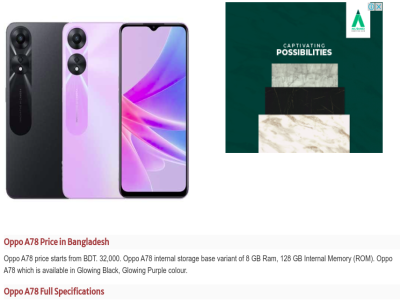 CAPTIVATING
POSSIBILITIES
Oppo A78 Price in Bangladesh
Oppo A78 price starts from BDT. 32,000. Oppo A78 internal storage base variant of 8 GB Ram, 128 GB Internal Memory (ROM). Oppo
A78 which is available in Glowing Black, Glowing Purple colour.
Oppo A78 Full Specifications